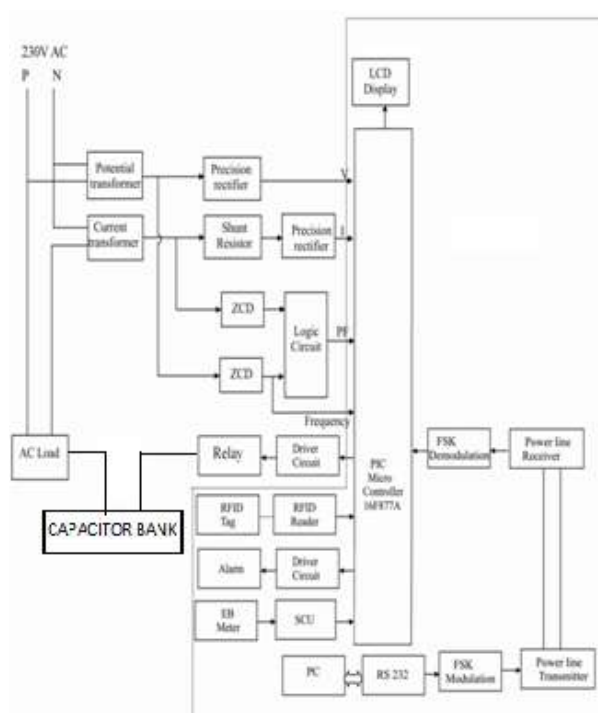 230V AC
P N
LCD
Display
Potential
transformer
Precision
rectifier
V
Current
transformer
Shunt
Resistor
Precision
rectifier
I
ZCD
Logic
Circuit
PF
ZCD
Frequency
AC Load
Relay
Driver
Circuit
PIC
Micro
Controller
16F877A
FSK
Demodulation
Power line
Receiver
CAPACITOR BANK
RFID
Tag
RFID
Reader
Alarm
Driver
Circuit
EB
Meter
SCU
PC
RS 232
FSK
Modulation
Power line
Transmitter